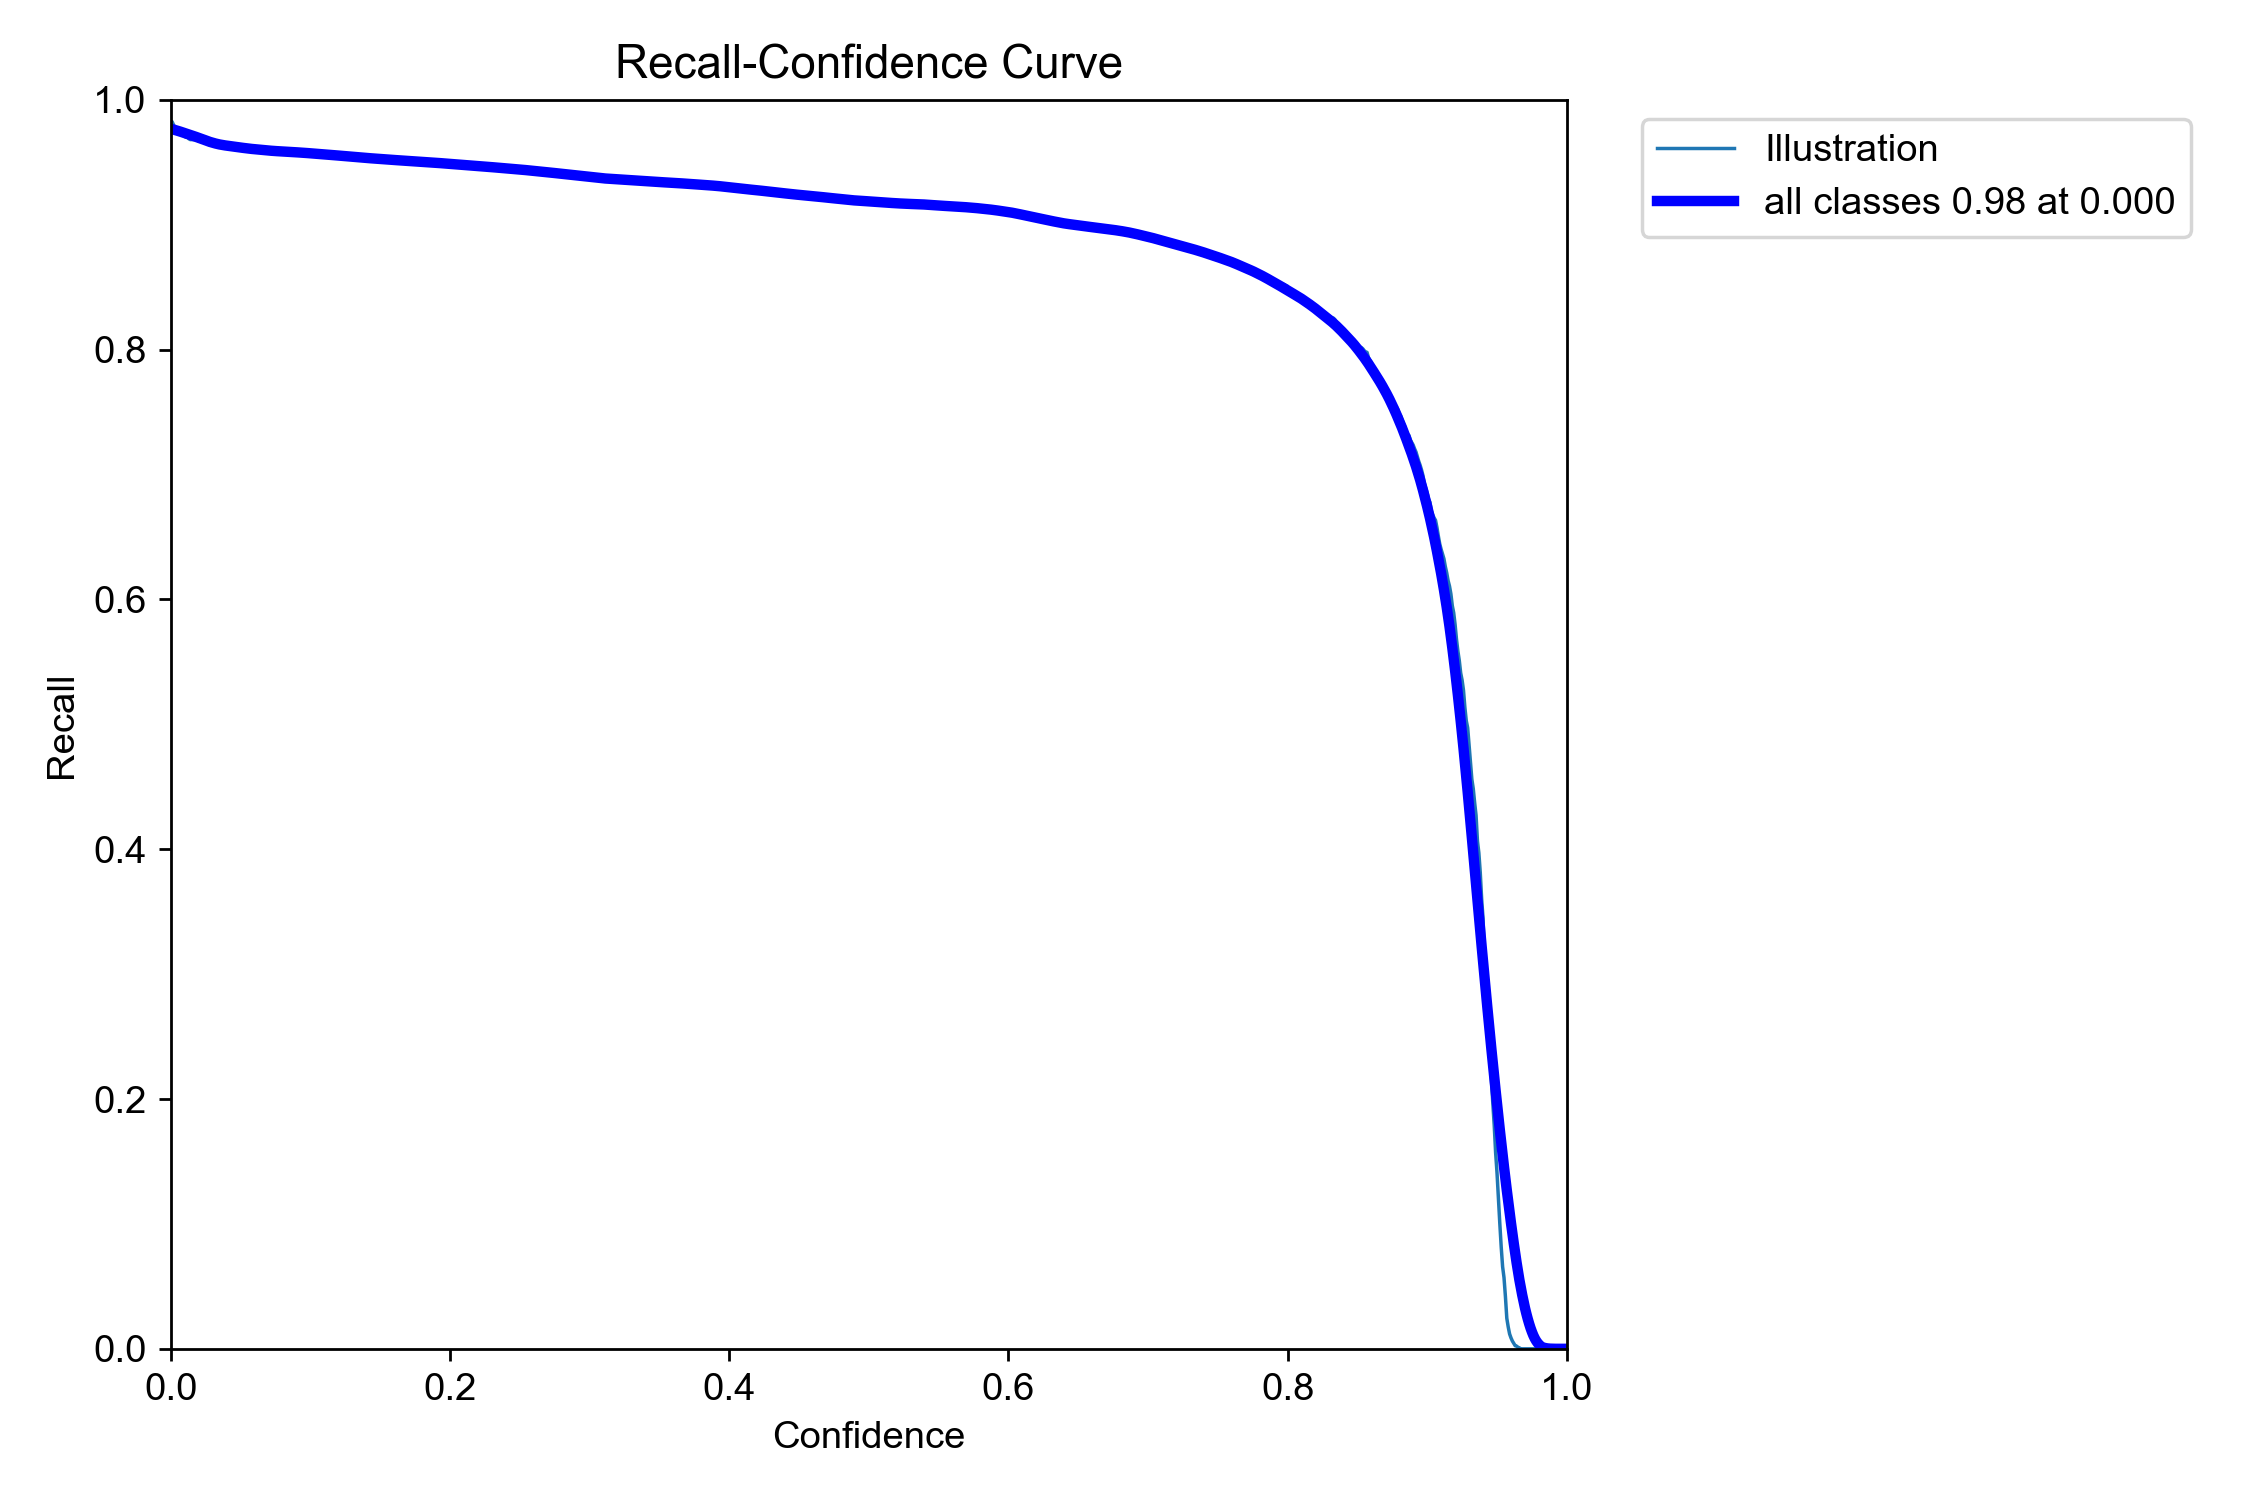 Recall-Confidence Curve
1.0
0.8
0.6
0.4
0.2
0.0
Recall
0.0 0.2 0.4 0.6 0.8 1.0
Confidence
Illustration
all classes 0.98 at 0.000